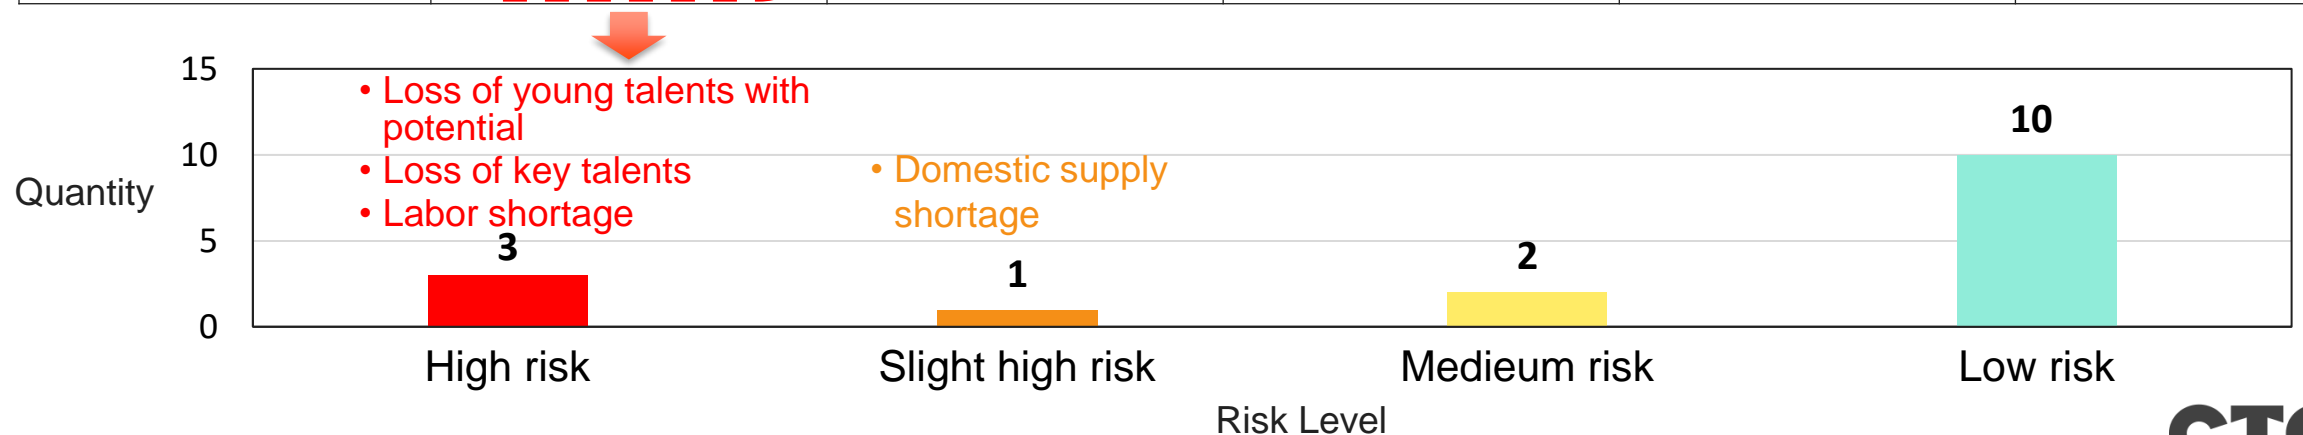 15
• Loss of young talents with
potential
10
• Loss of key talents
• Domestic supply
Quantity
• Labor shortage
shortage
5
3
1
2
10
0
High risk
Slight high risk
Medieum risk
Low risk
Risk Level